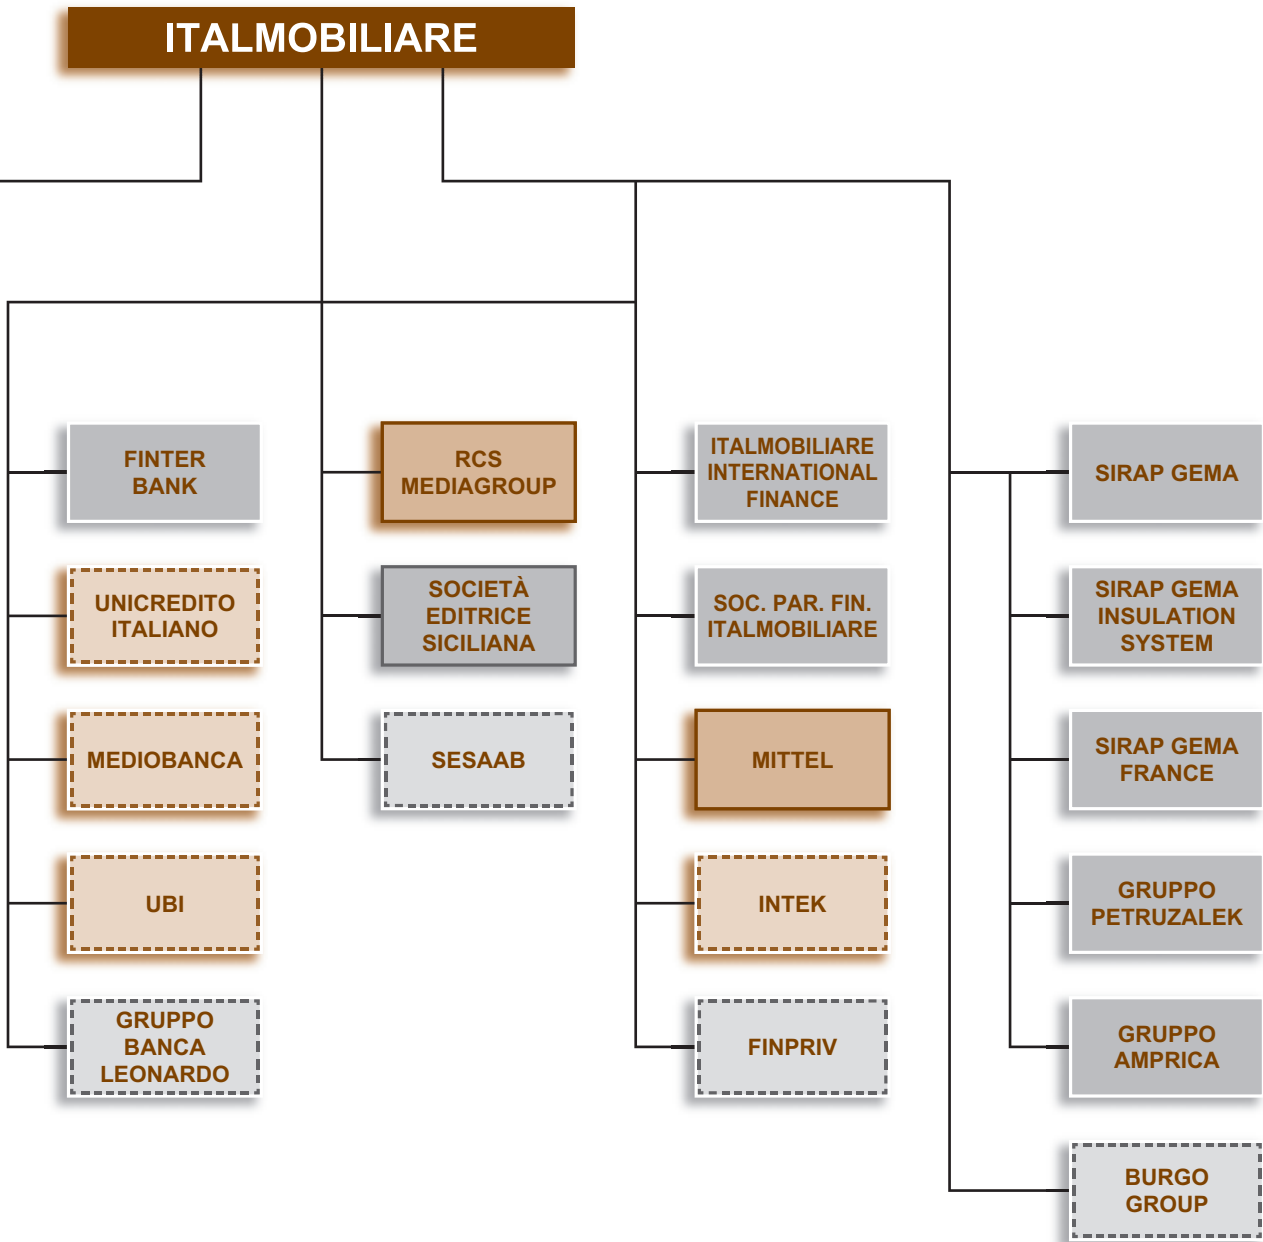 ITALMOBILIARE
FINTER
BANK
UNICREDITO
ITALIANO
MEDIOBANCA
UBI
GRUPPO
BANCA
LEONARDO
RCS
MEDIAGROUP
SOCIETÀ
EDITRICE
SICILIANA
SESAAB
ITALMOBILIARE
INTERNATIONAL
FINANCE
SOC. PAR. FIN.
ITALMOBILIARE
MITTEL
INTEK
FINPRIV
SIRAP GEMA
SIRAP GEMA
INSULATION
SYSTEM
SIRAP GEMA
FRANCE
GRUPPO
PETRUZALEK
GRUPPO
AMPRICA
BURGO
GROUP